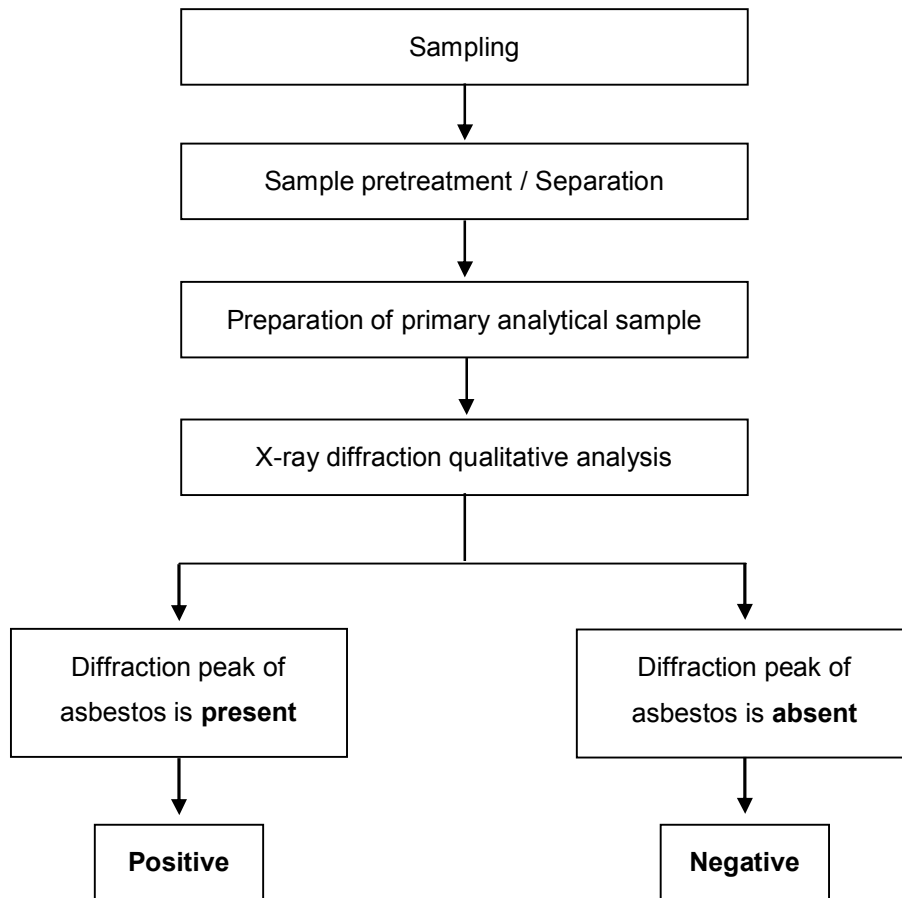 Sampling
Sample pretreatment / Separation
Preparation of primary analytical sample
X-ray diffraction qualitative analysis
Diffraction peak of
asbestos is present
Diffraction peak of
asbestos is absent
Positive
Negative